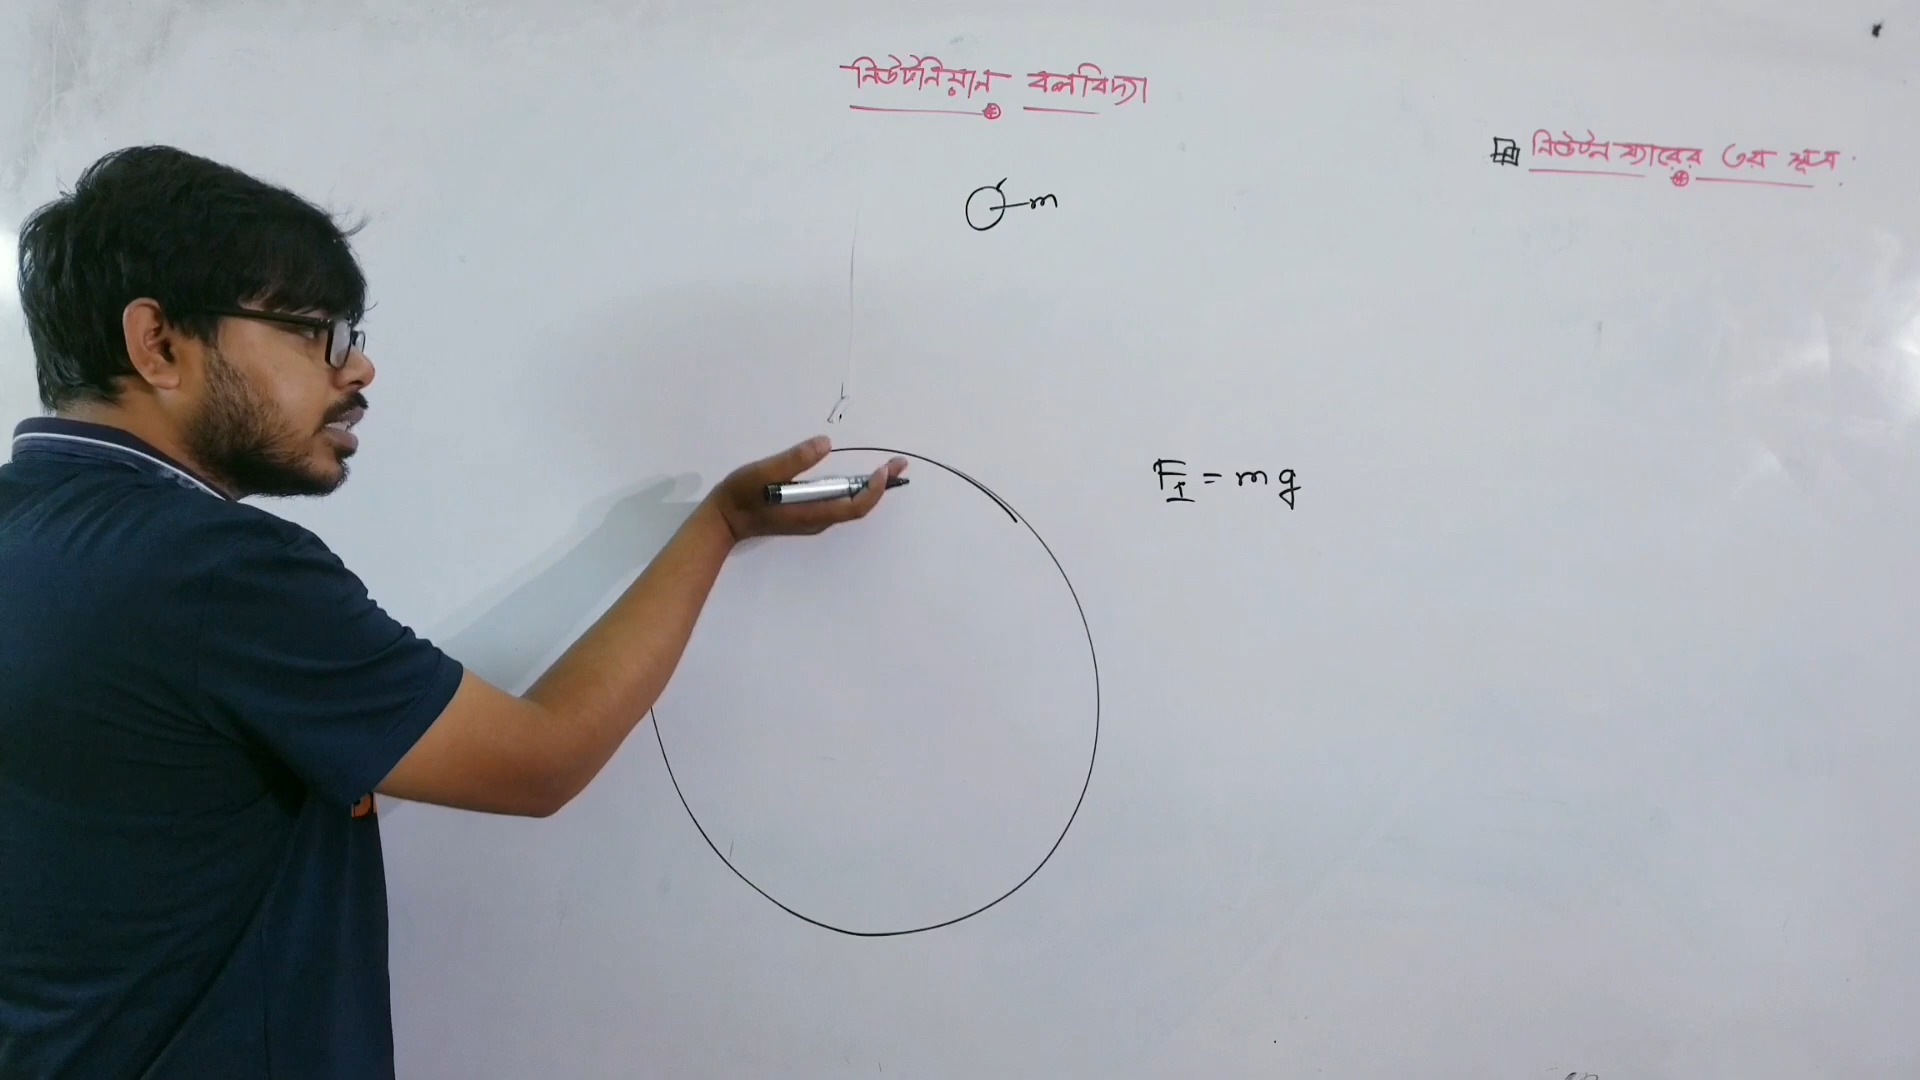 নিউটনিয়ান বলবিদ্যা
নিউটন স্যারের ৩য় সূত্র
m
F₁ = mg